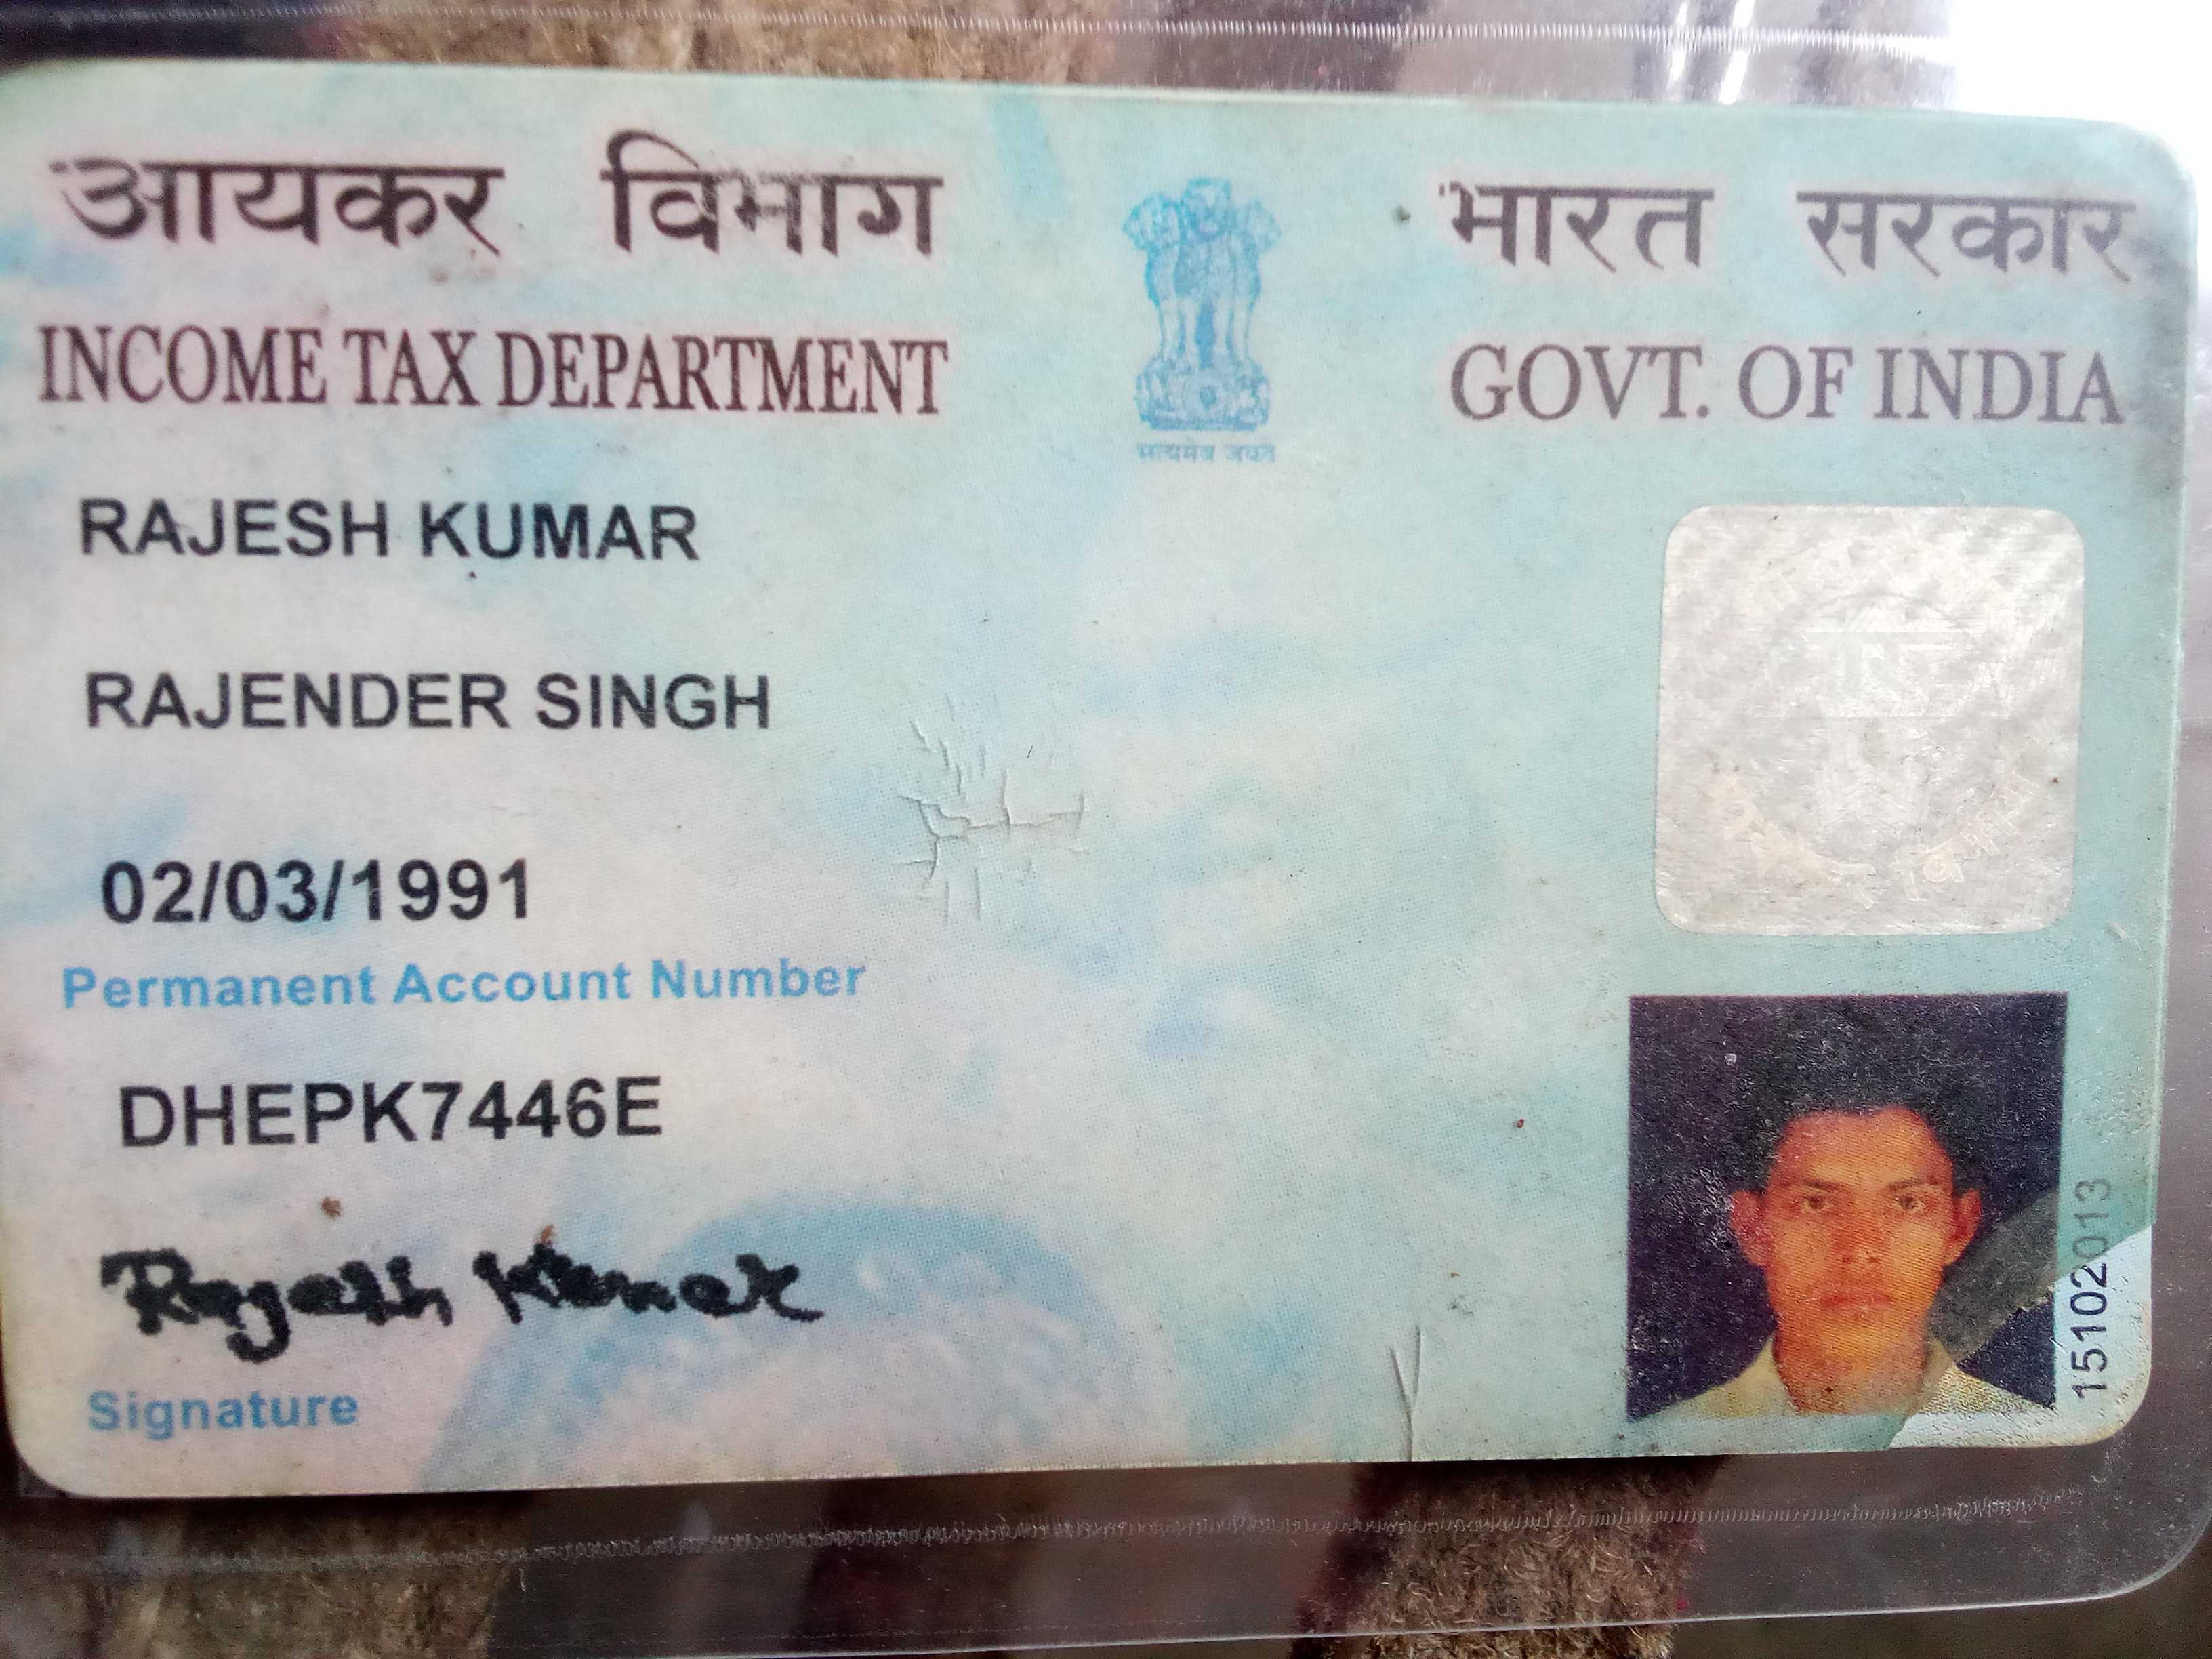 आयकर विभाग
INCOME TAX DEPARTMENT
सत्यमेव जयते
भारत सरकार
GOVT. OF INDIA
RAJESH KUMAR
RAJENDER SINGH
02/03/1991
Permanent Account Number
DHEPK7446E
Rajesh Kumar
Signature
15102013